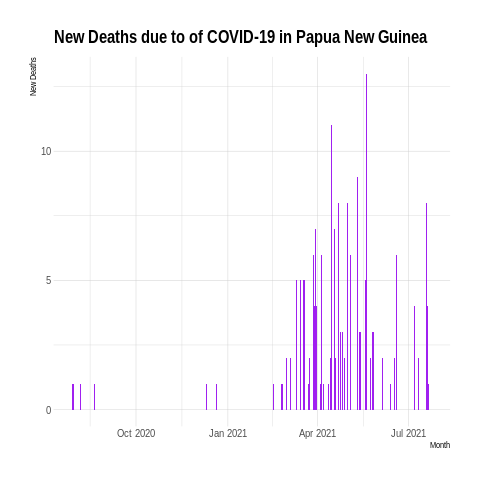 New Deaths due to of COVID-19 in Papua New Guinea
New Deaths
10
5
0
Oct 2020 Jan 2021 Apr 2021 Jul 2021
Month